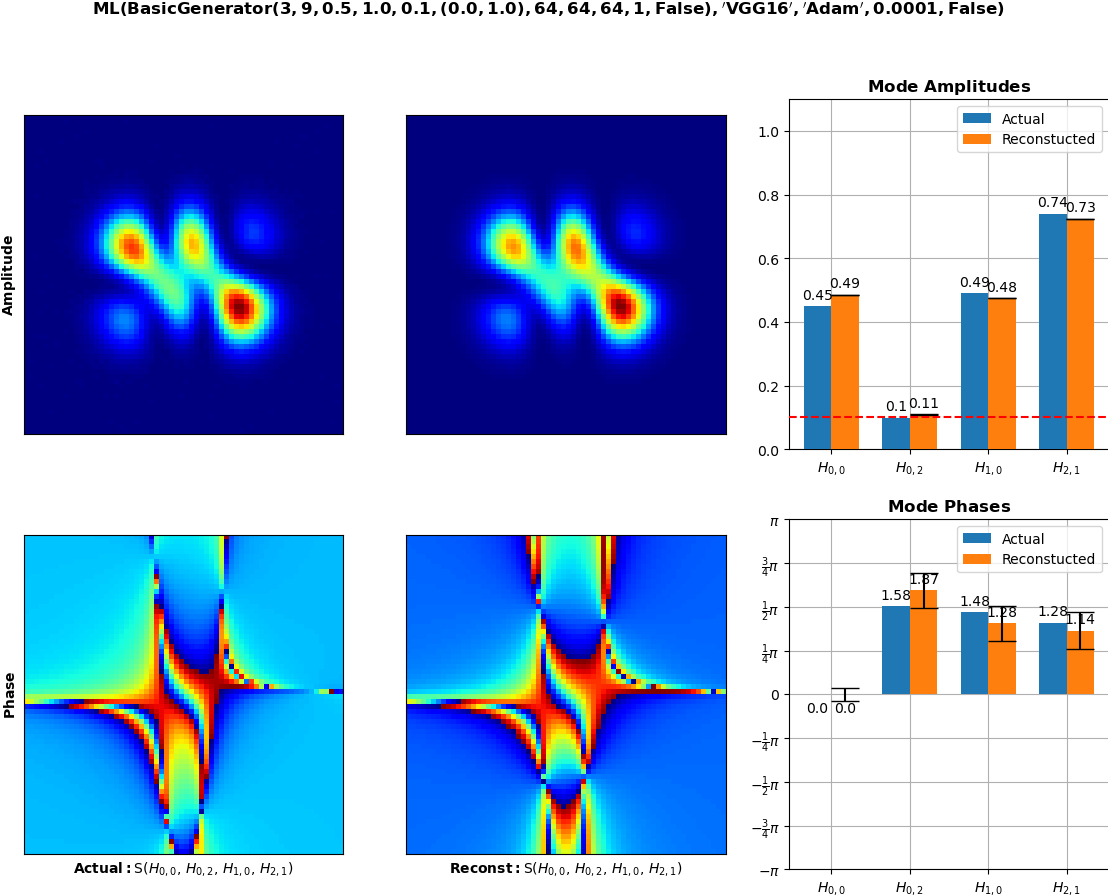 ML(BasicGenerator(3, 9, 0.5, 1.0, 0.1, (0.0, 1.0), 64, 64, 64, 1, False), ′VGG16′, ′Adam′, 0.0001, False)
Amplitude
Mode Amplitudes
Actual
Reconstucted
1.0
0.8
0.6
0.4
0.2
0.0
0.45
0.49
0.1
0.11
0.49
0.48
0.74
0.73
H0,0
H0,2
H1,0
H2,1
Phase
Actual: S(H0,0, H0,2, H1,0, H2,1)
Reconst: S(H0,0, H0,2, H1,0, H2,1)
Mode Phases
Actual
Reconstucted
π
3/4π
1/2π
1/4π
0
−1/4π
−1/2π
−3/4π
−π
0.0
0.0
1.58
1.87
1.48
1.28
1.28
1.14
H0,0
H0,2
H1,0
H2,1